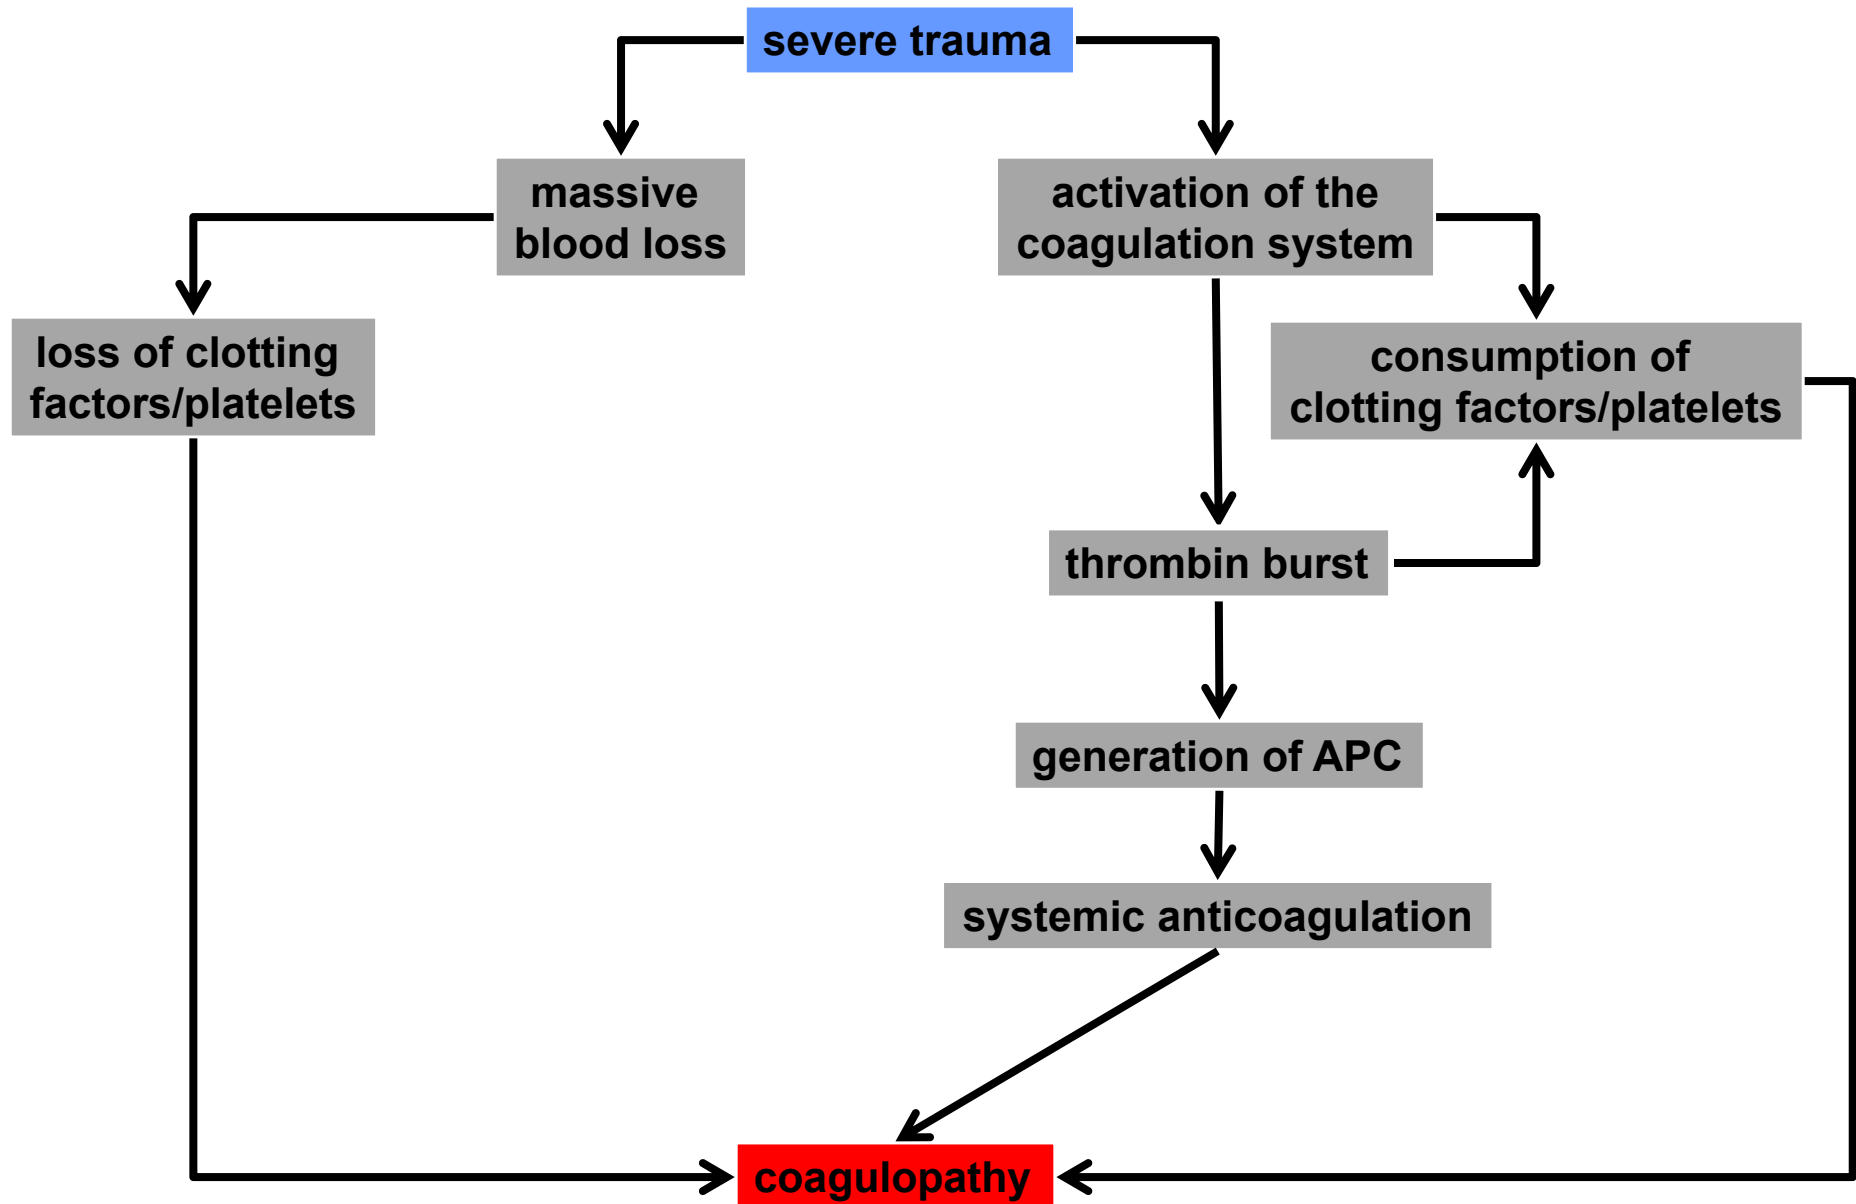 severe trauma
massive
blood loss
activation of the
coagulation system
loss of clotting
factors/platelets
consumption of
clotting factors/platelets
thrombin burst
generation of APC
systemic anticoagulation
coagulopathy